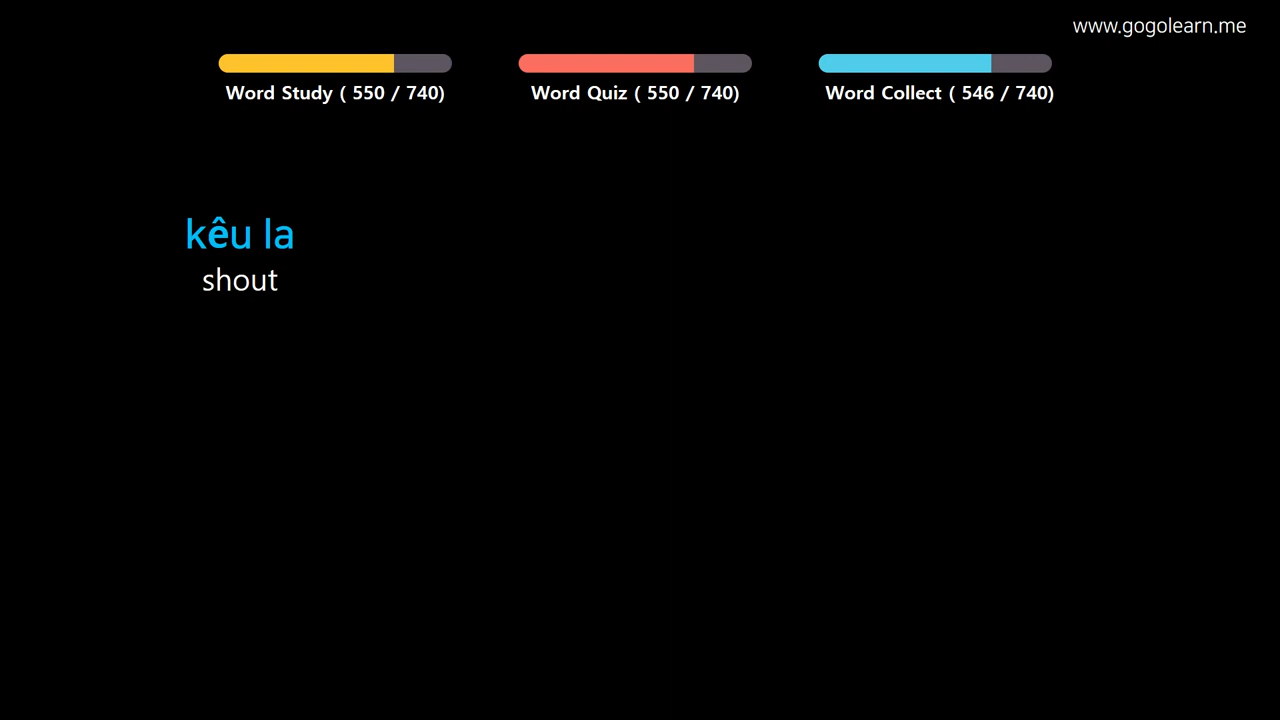 www.gogolearn.me
Word Study ( 550 / 740)
Word Quiz ( 550 / 740)
Word Collect ( 546 / 740)
kêu la
shout